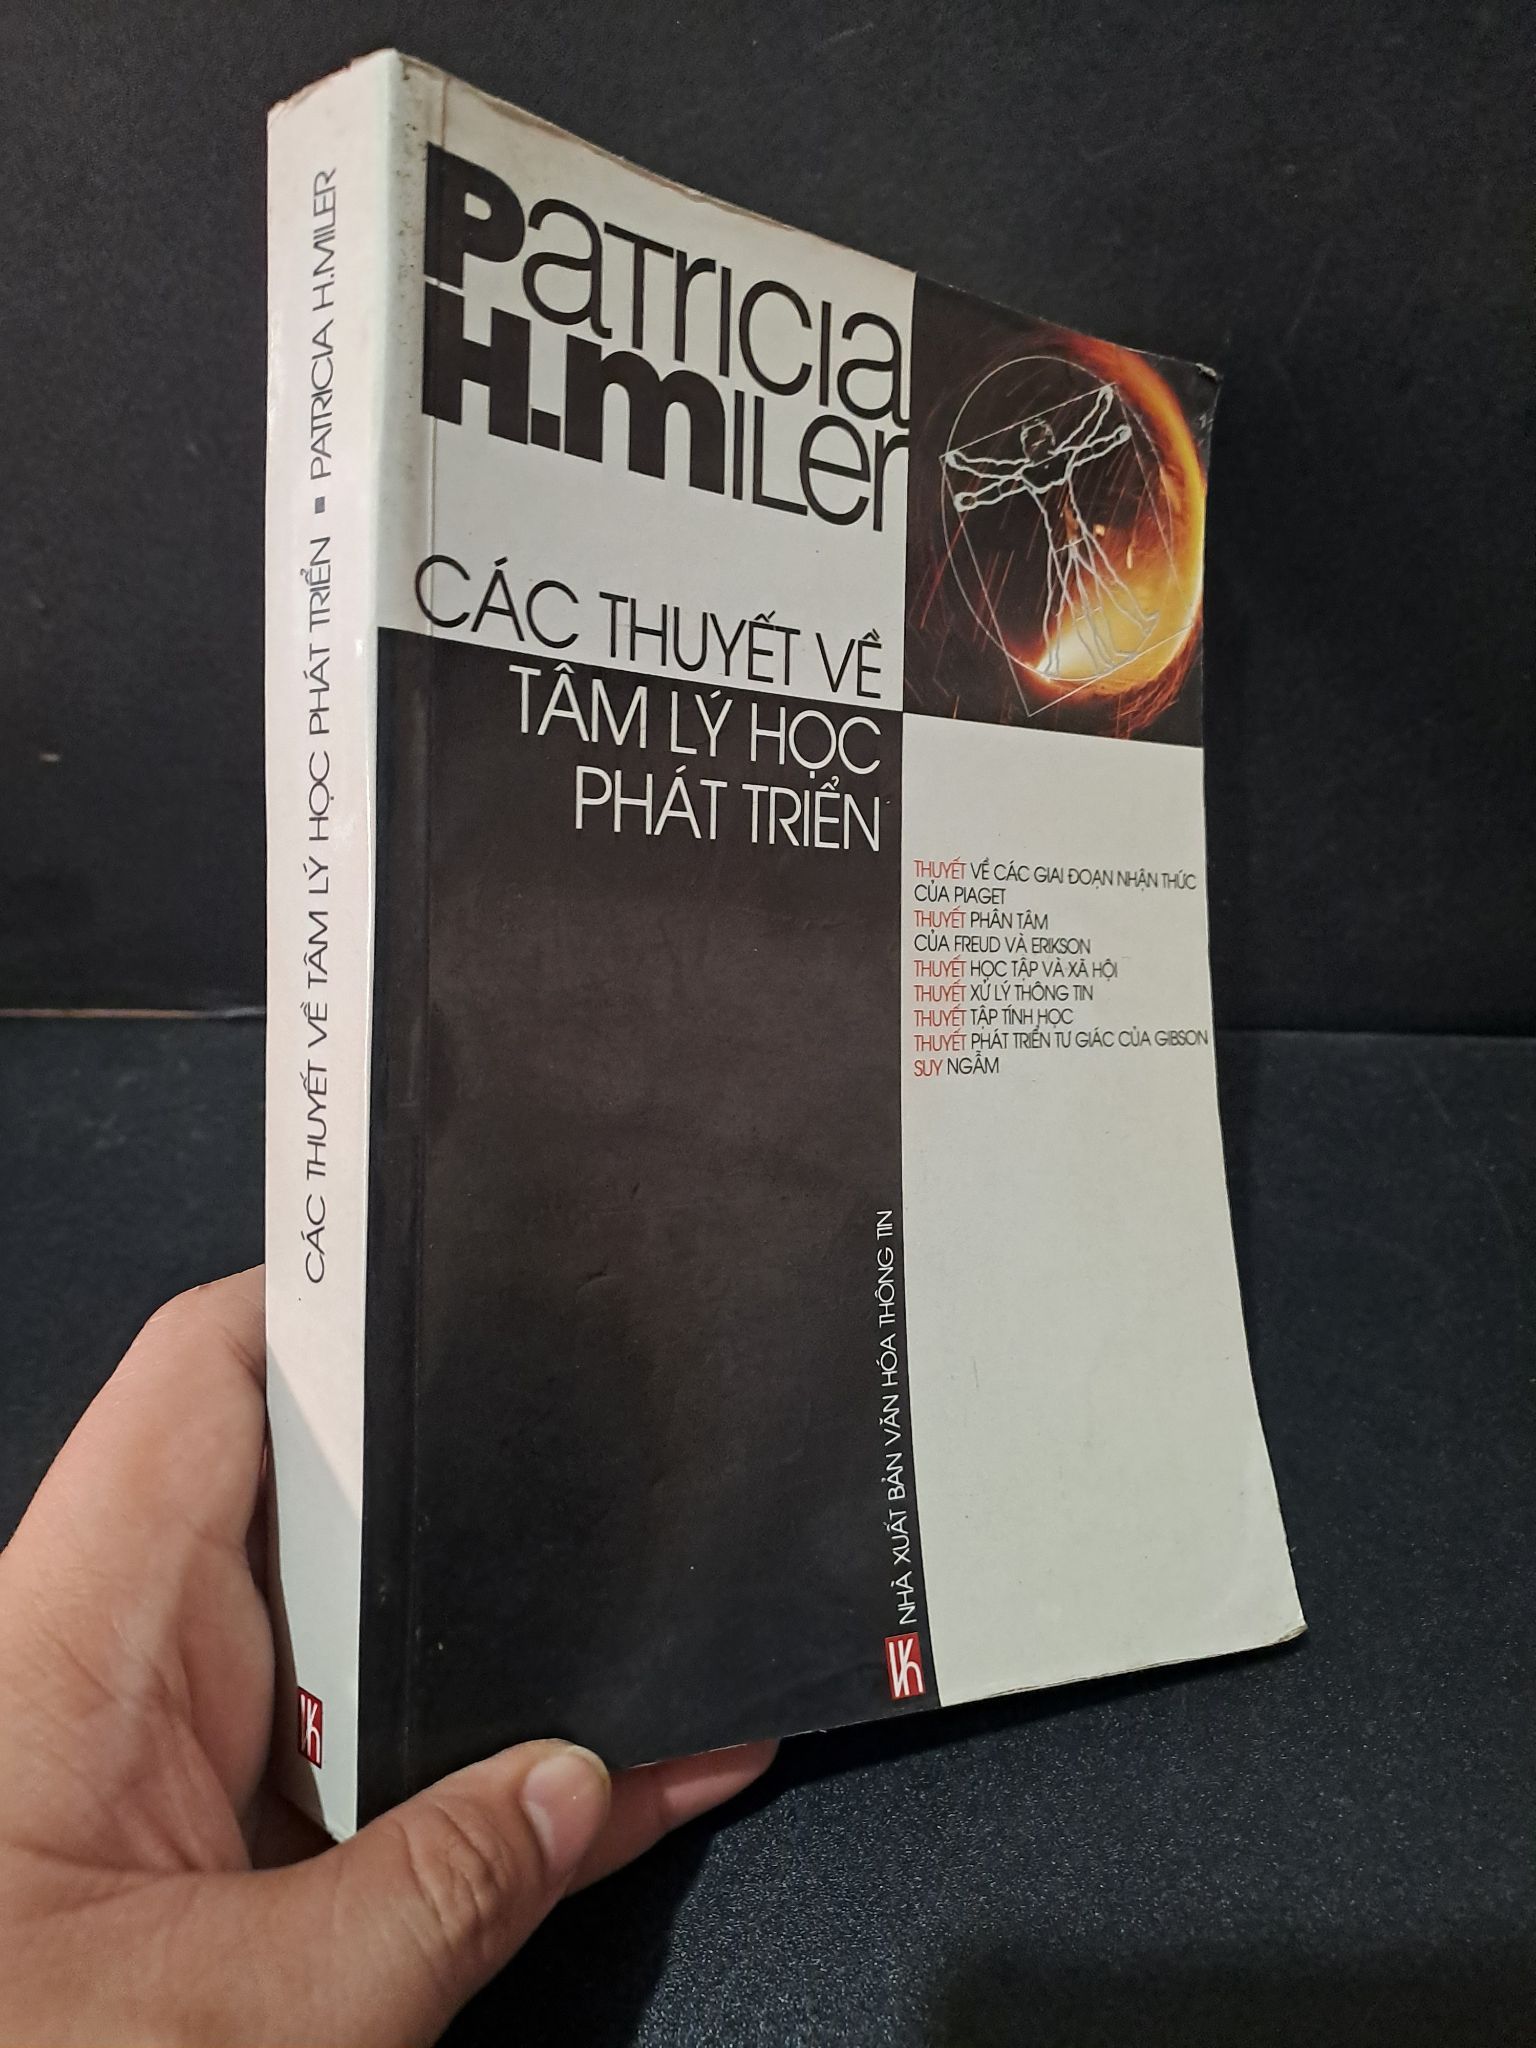 CÁC THUYẾT VỀ TÂM LÝ HỌC PHÁT TRIỂN ▪ PATRICIA H.MILER
PATRICIA
H.MILER
CÁC THUYẾT VỀ
TÂM LÝ HỌC
PHÁT TRIỂN
THUYẾT VỀ CÁC GIAI ĐOẠN NHẬN THỨC
CỦA PIAGET
THUYẾT PHÂN TÂM
CỦA FREUD VÀ ERIKSON
THUYẾT HỌC TẬP VÀ XÃ HỘI
THUYẾT XỬ LÝ THÔNG TIN
THUYẾT TẬP TÍNH HỌC
THUYẾT PHÁT TRIỂN TƯ GIÁC CỦA GIBSON
SUY NGẪM
NHÀ XUẤT BẢN VĂN HÓA THÔNG TIN